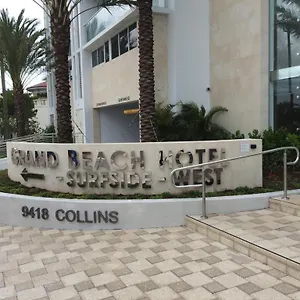 GRAND BEACH HOTEL
- SURFSIDE - WEST
9418 COLLINS